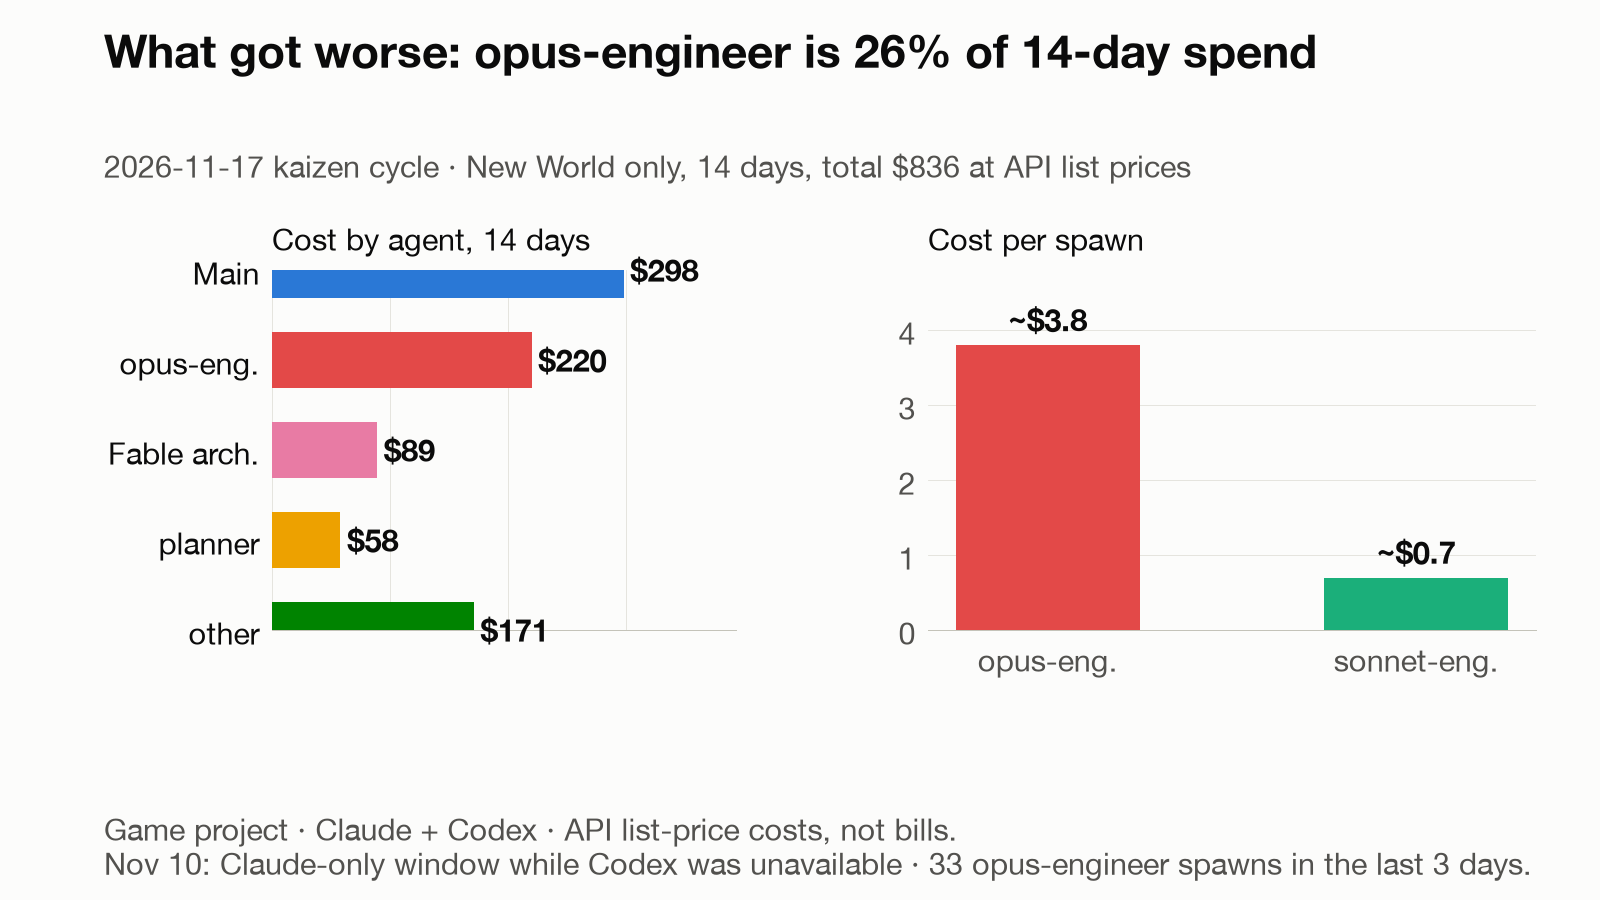 What got worse: opus-engineer is 26% of 14-day spend
2026-11-17 kaizen cycle · New World only, 14 days, total $836 at API list prices
Cost by agent, 14 days
Main
$298
opus-eng.
$220
Fable arch.
$89
planner
$58
other
$171
Cost per spawn
4
3
2
1
0
~$3.8
~$0.7
opus-eng.
sonnet-eng.
Game project · Claude + Codex · API list-price costs, not bills.
Nov 10: Claude-only window while Codex was unavailable · 33 opus-engineer spawns in the last 3 days.